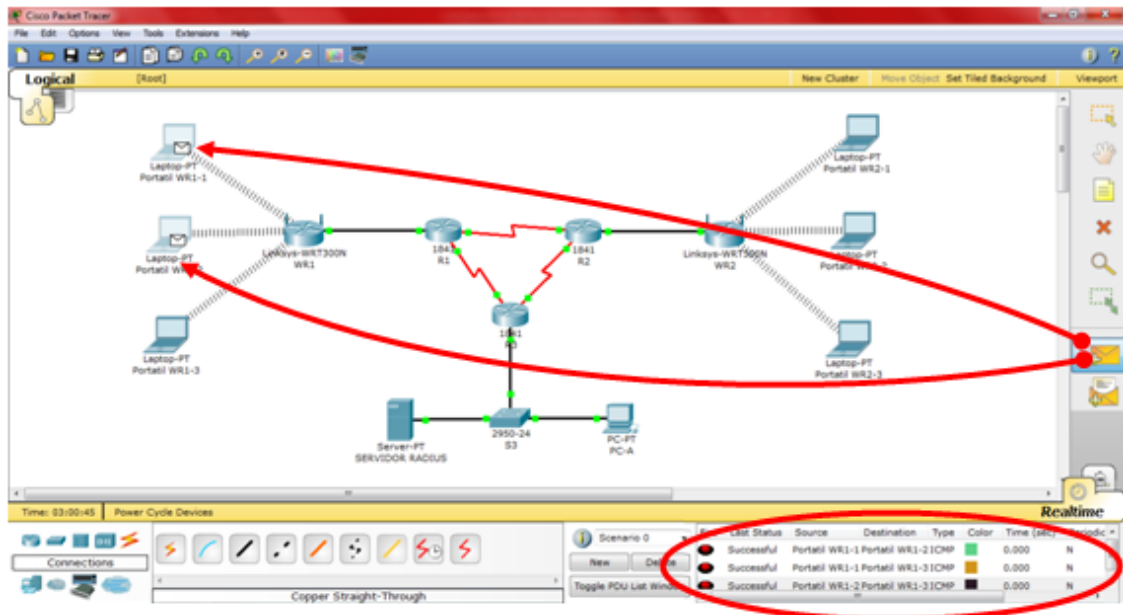 Cisco Packet Tracer
File Edit Options View Tools Extensions Help
Logical [Root] New Cluster Move Object Set Tiled Background Viewport
Laptop-PT
Portatil WR1-1
Laptop-PT
Portatil WR2-1
Laptop-PT
Portatil
Linksys-WRT300N
WR1
1841
R1
1841
R2
Linksys-WRT300N
WR2
Laptop-PT
Portatil
1841
Laptop-PT
Portatil WR1-3
Laptop-PT
Portatil WR2-3
Server-PT
SERVIDOR RADIUS
2950-24
S3
PC-PT
PC-A
Time: 03:00:45 Power Cycle Devices Realtime
Connections
Copper Straight-Through
Scenario 0
New Delete
Toggle PDU List Window
Last Status Source Destination Type Color Time (sec) Periodic
Successful Portatil WR1-1 Portatil WR1-2 ICMP 0.000 N
Successful Portatil WR1-1 Portatil WR1-3 ICMP 0.000 N
Successful Portatil WR1-2 Portatil WR1-3 ICMP 0.000 N